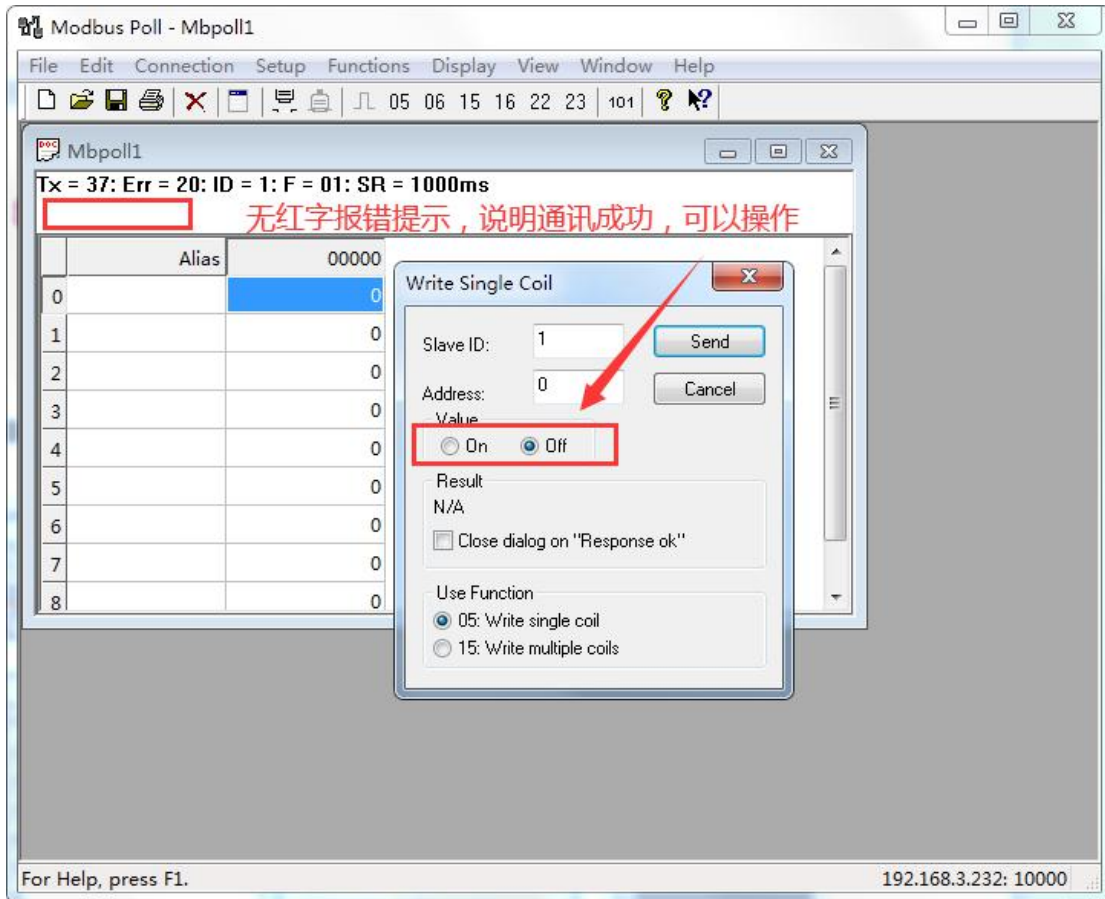 Modbus Poll - Mbpoll1
File Edit Connection Setup Functions Display View Window Help
05 06 15 16 22 23 101
Mbpoll1
Tx = 37: Err = 20: ID = 1: F = 01: SR = 1000ms
无红字报错提示，说明通讯成功，可以操作
Alias 00000
0 0
1 0
2 0
3 0
4 0
5 0
6 0
7 0
8 0
Write Single Coil
Slave ID: 1 Send
Address: 0 Cancel
Value
On Off
Result
N/A
Close dialog on "Response ok"
Use Function
05: Write single coil
15: Write multiple coils
For Help, press F1. 192.168.3.232: 10000